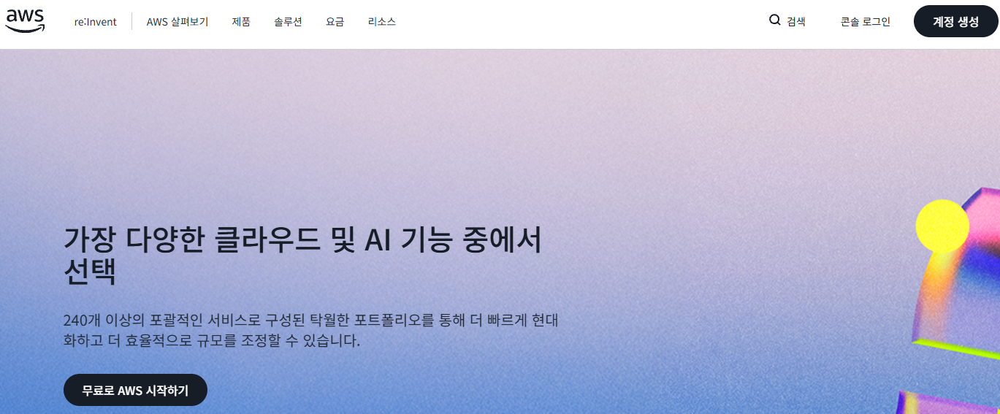 aws
re:Invent
AWS 살펴보기
제품
솔루션
요금
리소스
검색
콘솔 로그인
계정 생성
가장 다양한 클라우드 및 AI 기능 중에서
선택
240개 이상의 포괄적인 서비스로 구성된 탁월한 포트폴리오를 통해 더 빠르게 현대
화하고 더 효율적으로 규모를 조정할 수 있습니다.
무료로 AWS 시작하기